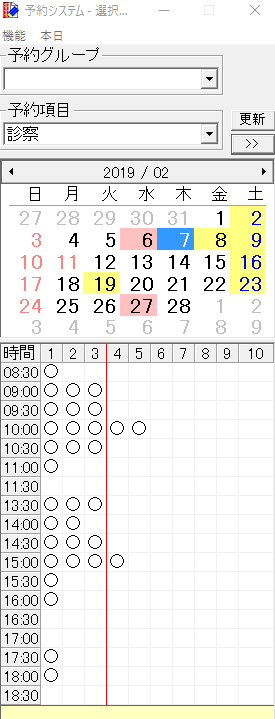 予約システム - 選択...
機能 本日
予約グループ
予約項目
診察
更新
>>
2019 / 02
日 月 火 水 木 金 土
27 28 29 30 31 1 2
3 4 5 6 7 8 9
10 11 12 13 14 15 16
17 18 19 20 21 22 23
24 25 26 27 28 1 2
3 4 5 6 7 8 9
時間 1 2 3 4 5 6 7 8 9 10
08:30 ○
09:00 ○ ○ ○
09:30 ○ ○ ○
10:00 ○ ○ ○ ○ ○
10:30 ○ ○ ○
11:00 ○
11:30
13:30 ○ ○ ○
14:00 ○ ○
14:30 ○ ○ ○
15:00 ○ ○ ○ ○
15:30 ○
16:00 ○
16:30
17:00
17:30 ○
18:00 ○
18:30